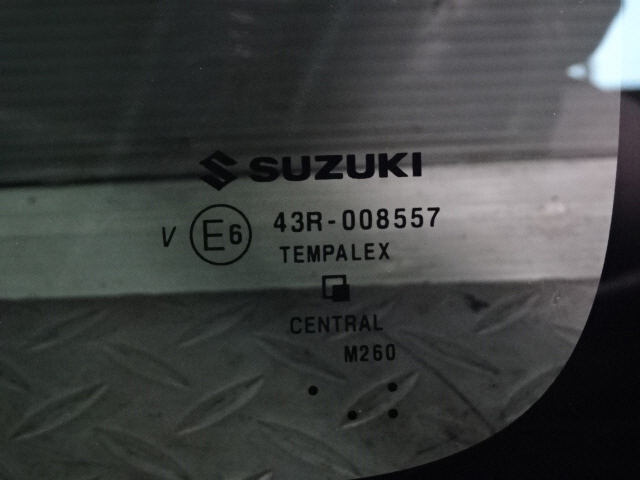 SUZUKI
V E6 43R-008557
TEMPALEX
CENTRAL
M260